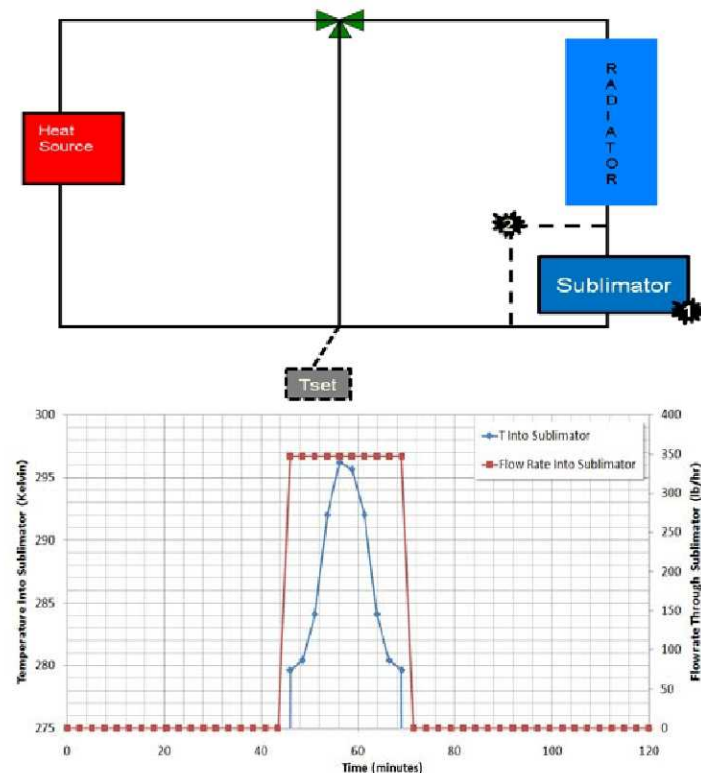 Heat
Source
RADIATOR
2
Sublimator
1
Tset
300
295
290
285
280
275
400
350
300
250
200
150
100
50
0
T Into Sublimator
Flow Rate Into Sublimator
Temperature Into Sublimator (Kelvin)
Flowrate Through Sublimator (lb/hr)
0 20 40 60 80 100 120
Time (minutes)